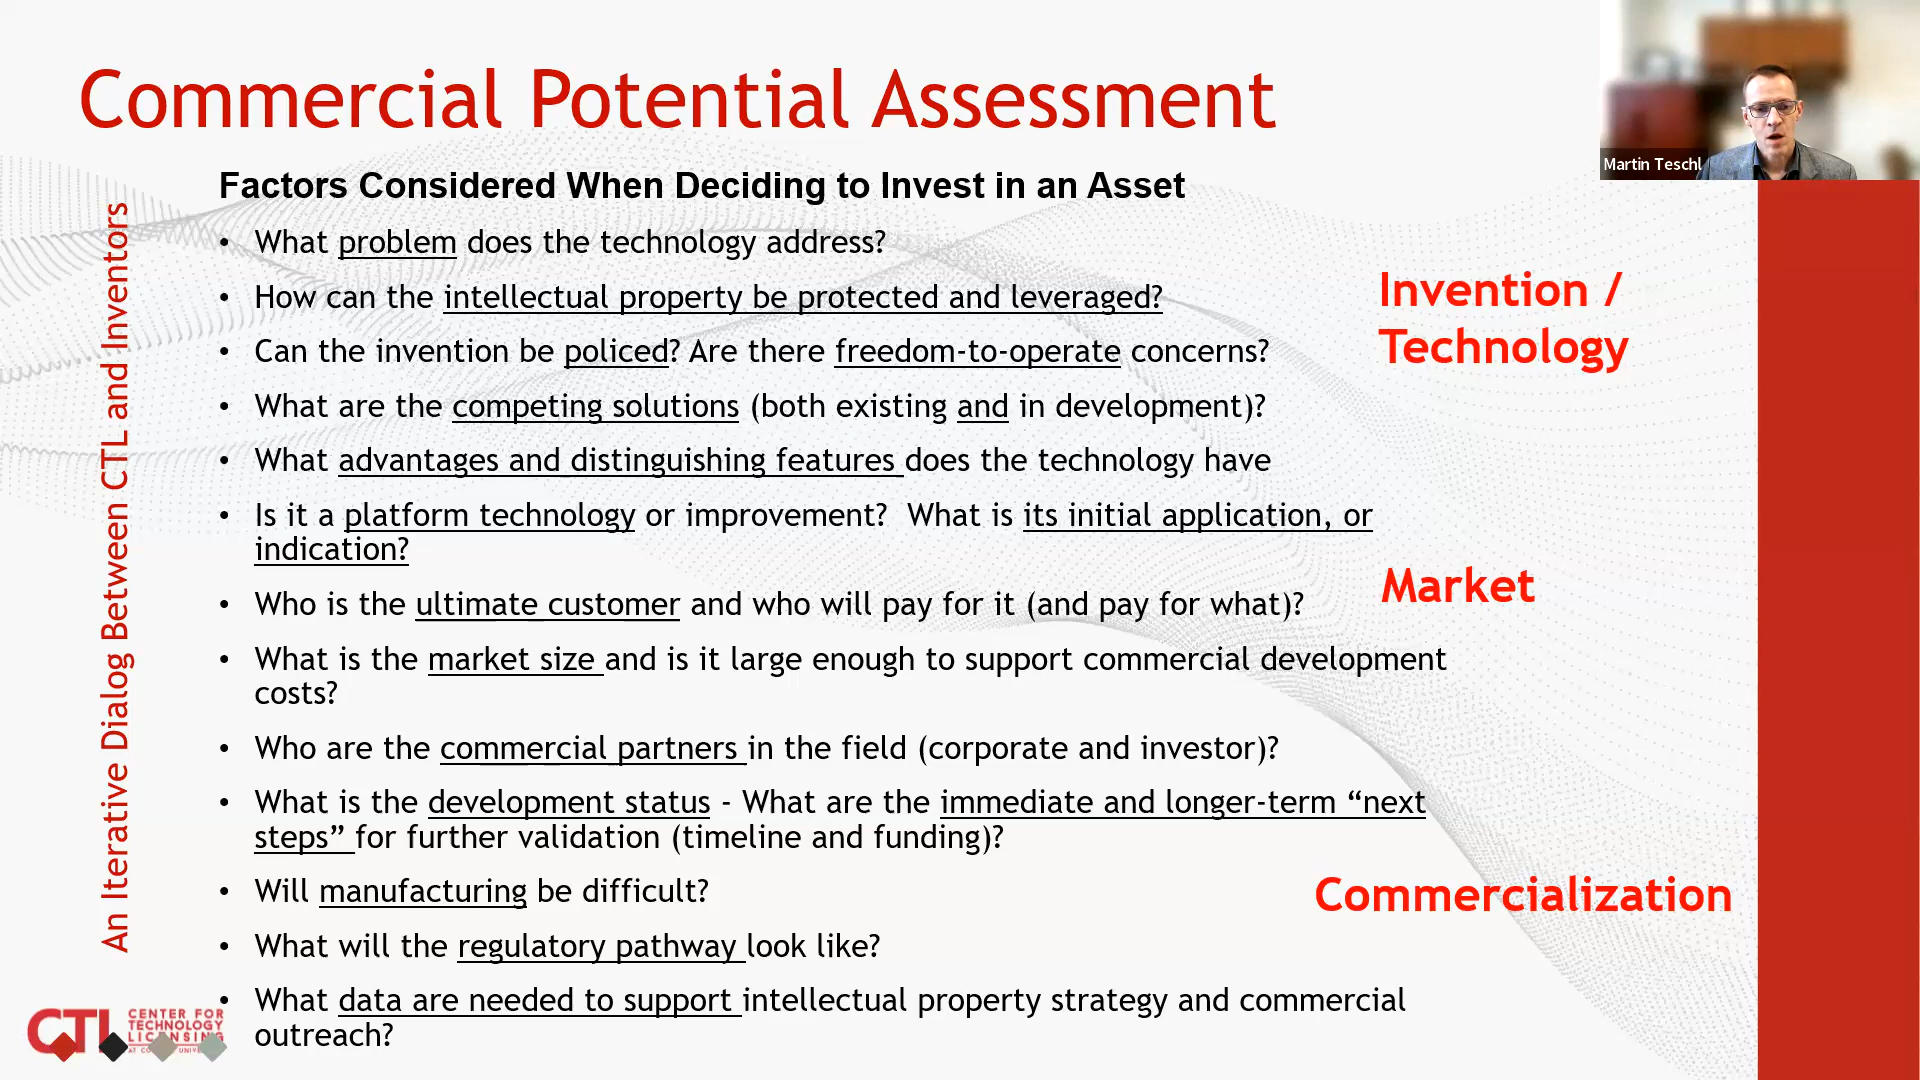 Commercial Potential Assessment
Martin Teschl
Factors Considered When Deciding to Invest in an Asset
An Iterative Dialog Between CTL and Inventors
• What problem does the technology address?
• How can the intellectual property be protected and leveraged?
• Can the invention be policed? Are there freedom-to-operate concerns?
• What are the competing solutions (both existing and in development)?
• What advantages and distinguishing features does the technology have
• Is it a platform technology or improvement?  What is its initial application, or
indication?
• Who is the ultimate customer and who will pay for it (and pay for what)?
• What is the market size and is it large enough to support commercial development
costs?
• Who are the commercial partners in the field (corporate and investor)?
• What is the development status - What are the immediate and longer-term “next
steps” for further validation (timeline and funding)?
• Will manufacturing be difficult?
• What will the regulatory pathway look like?
• What data are needed to support intellectual property strategy and commercial
outreach?
Invention /
Technology
Market
Commercialization
CTL
CENTER FOR
TECHNOLOGY
LICENSING